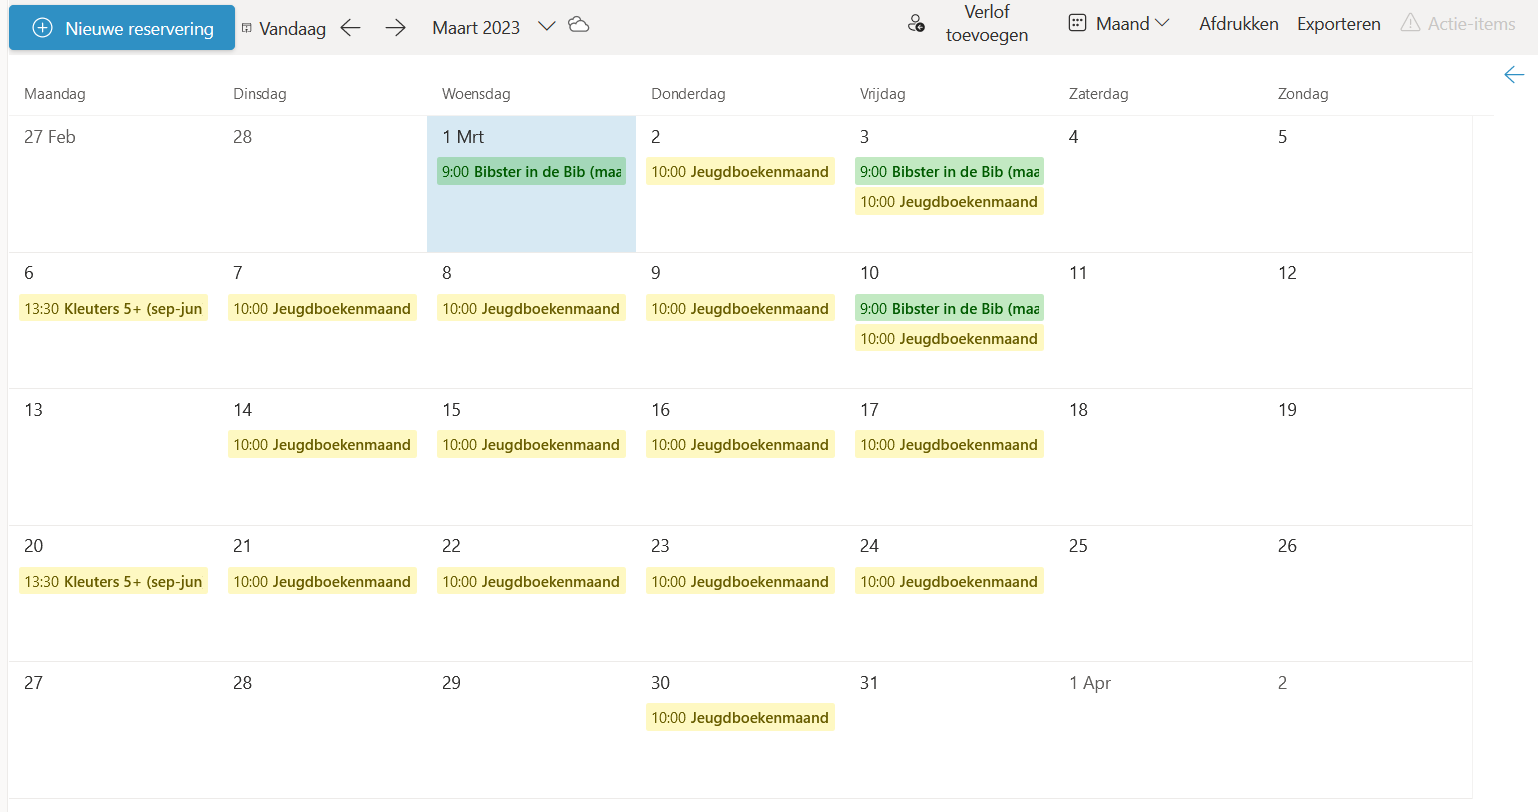 Nieuwe reservering
Vandaag
Maart 2023
Verlof
toevoegen
Maand
Afdrukken
Exporteren
Actie-items
Maandag Dinsdag Woensdag Donderdag Vrijdag Zaterdag Zondag
27 Feb 28 1 Mrt 2 3 4 5
9:00 Bibster in de Bib (maa 10:00 Jeugdboekenmaand 9:00 Bibster in de Bib (maa
10:00 Jeugdboekenmaand
6 7 8 9 10 11 12
13:30 Kleuters 5+ (sep-jun 10:00 Jeugdboekenmaand 10:00 Jeugdboekenmaand 10:00 Jeugdboekenmaand 9:00 Bibster in de Bib (maa
10:00 Jeugdboekenmaand
13 14 15 16 17 18 19
10:00 Jeugdboekenmaand 10:00 Jeugdboekenmaand 10:00 Jeugdboekenmaand 10:00 Jeugdboekenmaand
20 21 22 23 24 25 26
13:30 Kleuters 5+ (sep-jun 10:00 Jeugdboekenmaand 10:00 Jeugdboekenmaand 10:00 Jeugdboekenmaand 10:00 Jeugdboekenmaand
27 28 29 30 31 1 Apr 2
10:00 Jeugdboekenmaand